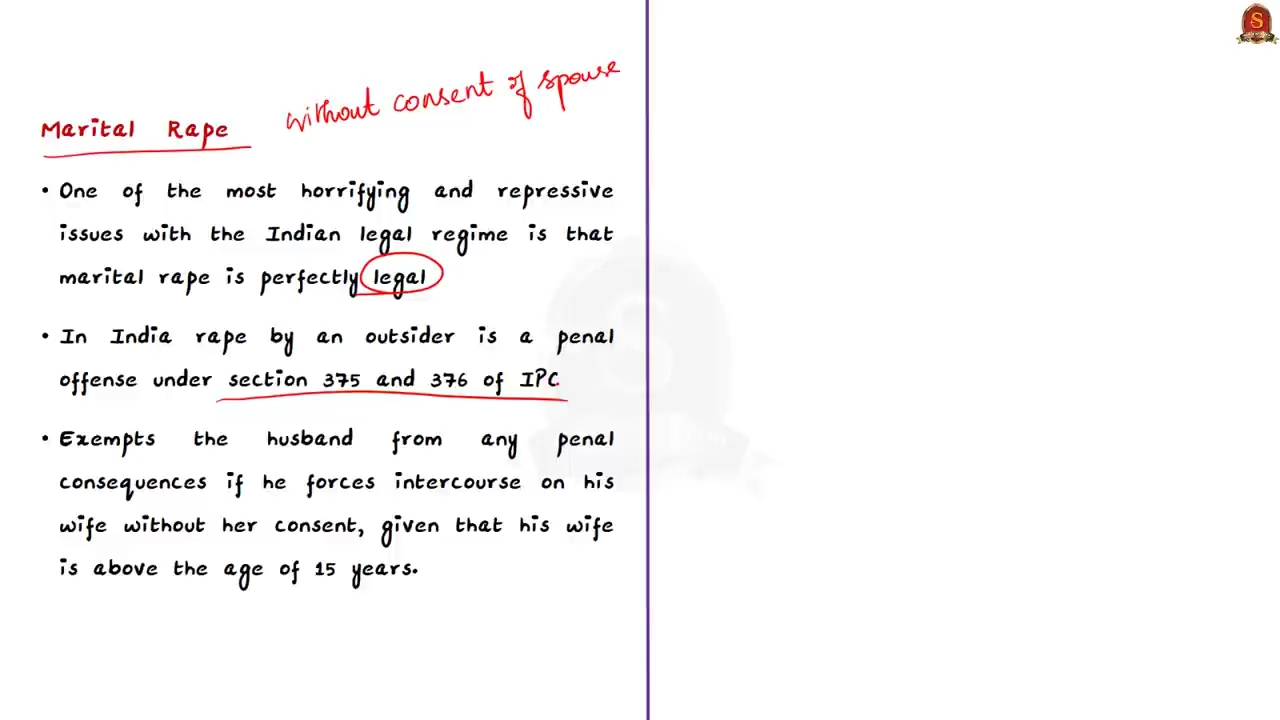 without consent of spouse
Marital Rape
• One of the most horrifying and repressive
issues with the Indian legal regime is that
marital rape is perfectly legal
• In India rape by an outsider is a penal
offense under section 375 and 376 of IPC.
• Exempts the husband from any penal
consequences if he forces intercourse on his
wife without her consent, given that his wife
is above the age of 15 years.